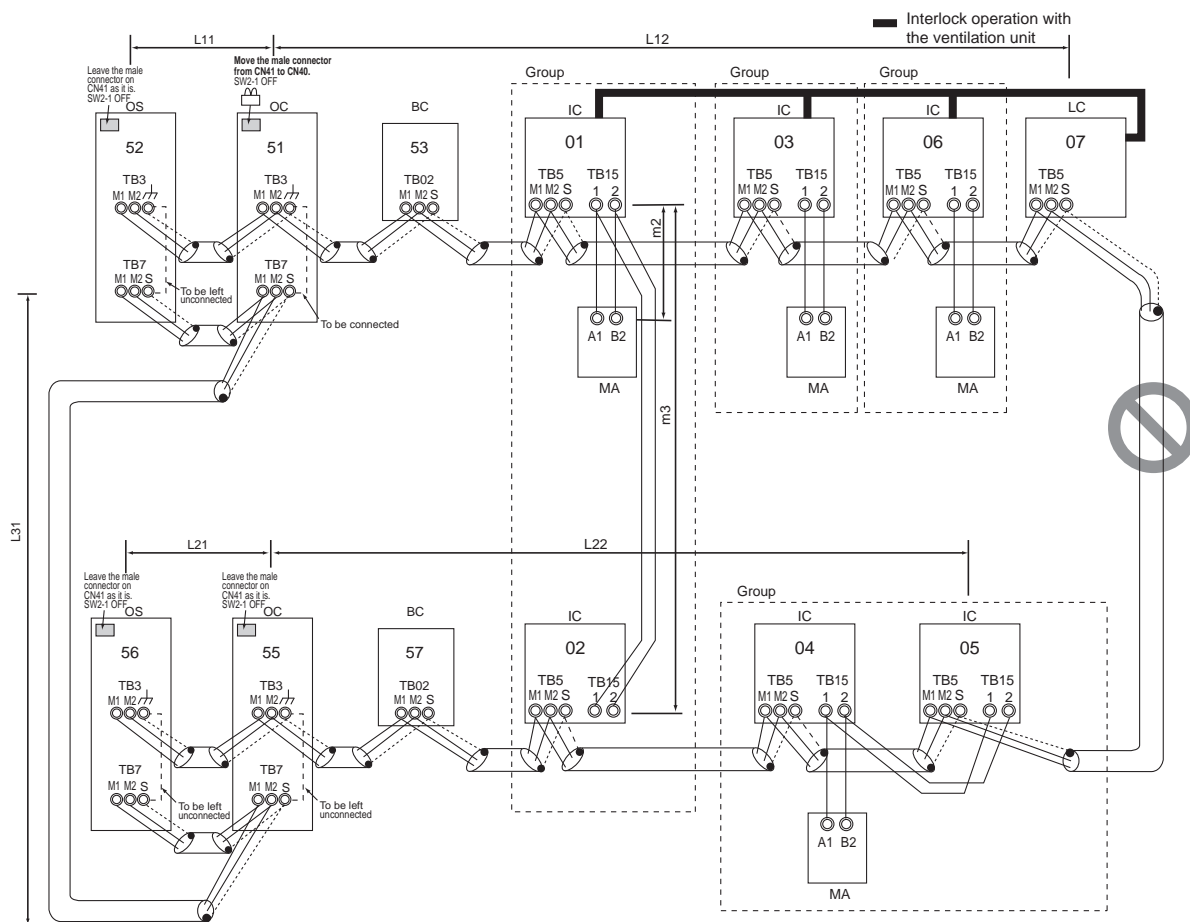 Interlock operation with
the ventilation unit
L11
L12
Leave the male
connector on
CN41 as it is.
SW2-1 OFF
Move the male connector
from CN41 to CN40.
SW2-1 OFF
Group
Group
Group
OS
OC
BC
IC
IC
IC
LC
52
51
53
01
03
06
07
TB3
TB3
TB02
TB5
TB15
TB5
TB15
TB5
TB15
TB5
M1 M2
M1 M2
M1 M2 S
M1 M2 S
1 2
M1 M2 S
1 2
M1 M2 S
1 2
M1 M2 S
m2
TB7
TB7
M1 M2 S
M1 M2 S
To be left
unconnected
To be connected
A1 B2
A1 B2
A1 B2
MA
MA
MA
m3
L31
L21
L22
Leave the male
connector on
CN41 as it is.
SW2-1 OFF
Leave the male
connector on
CN41 as it is.
SW2-1 OFF
Group
OS
OC
BC
IC
IC
IC
56
55
57
02
04
05
TB3
TB3
TB02
TB5
TB15
TB5
TB15
TB5
TB15
M1 M2
M1 M2
M1 M2 S
M1 M2 S
1 2
M1 M2 S
1 2
M1 M2 S
1 2
TB7
TB7
M1 M2 S
M1 M2 S
To be left
unconnected
To be left
unconnected
A1 B2
MA